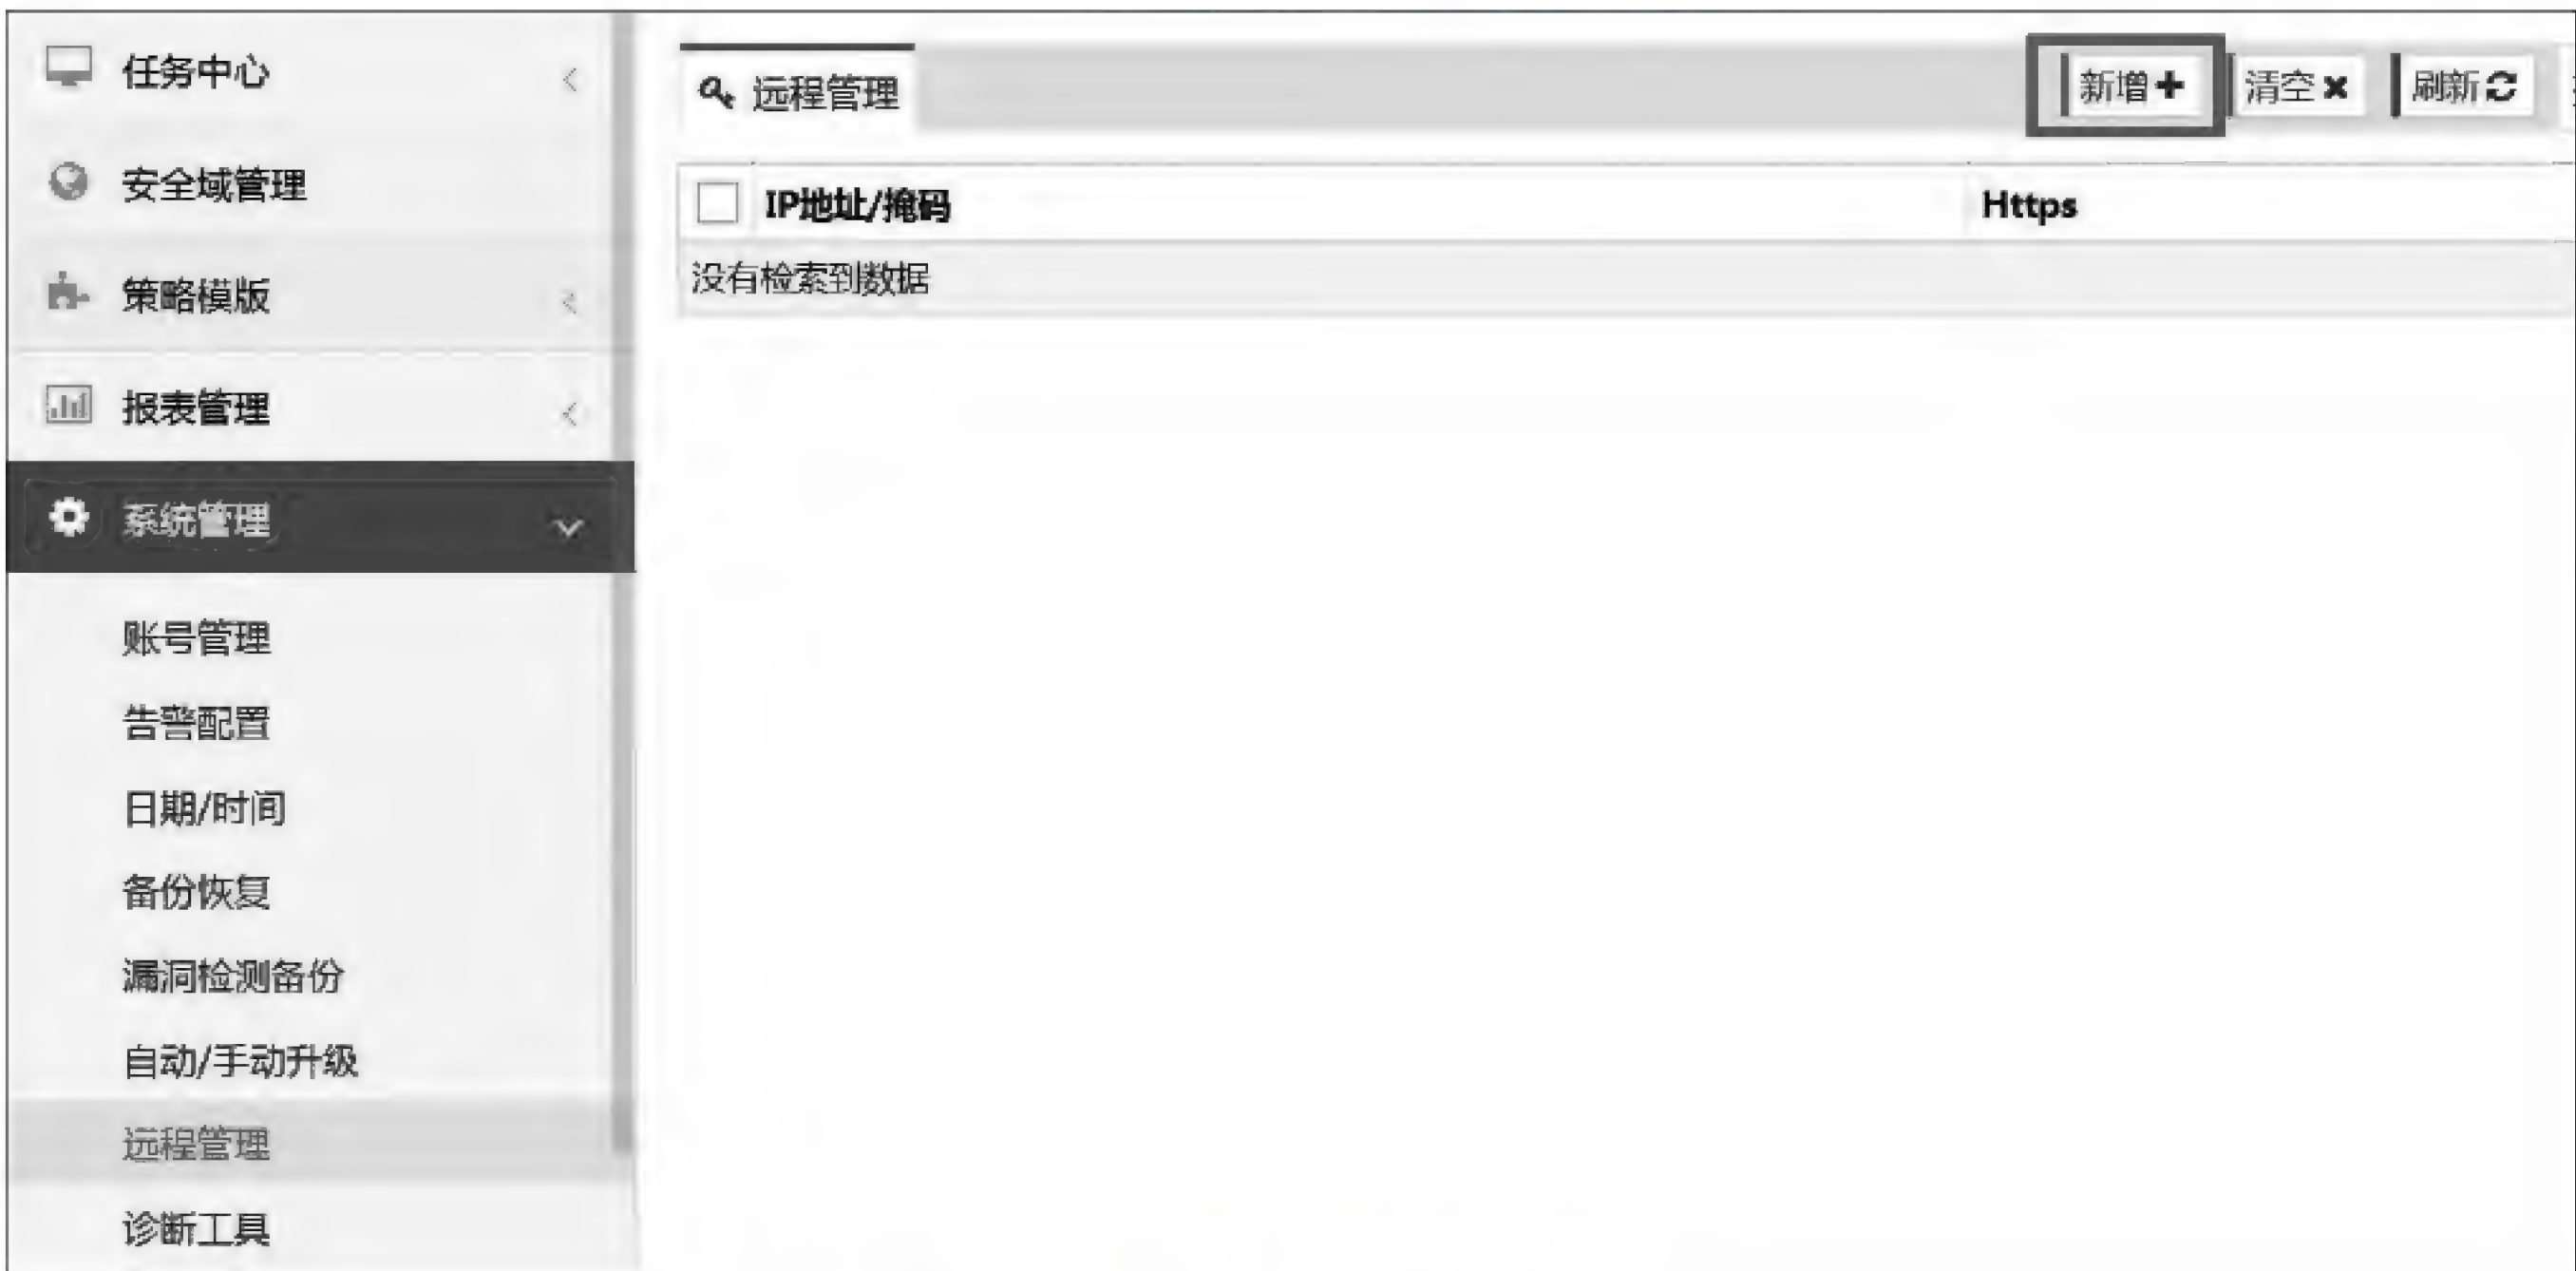 任务中心
安全域管理
策略模版
报表管理
系统管理
账号管理
告警配置
日期/时间
备份恢复
漏洞检测备份
自动/手动升级
远程管理
诊断工具
远程管理
新增 清空 刷新
IP地址/掩码 Https
没有检索到数据